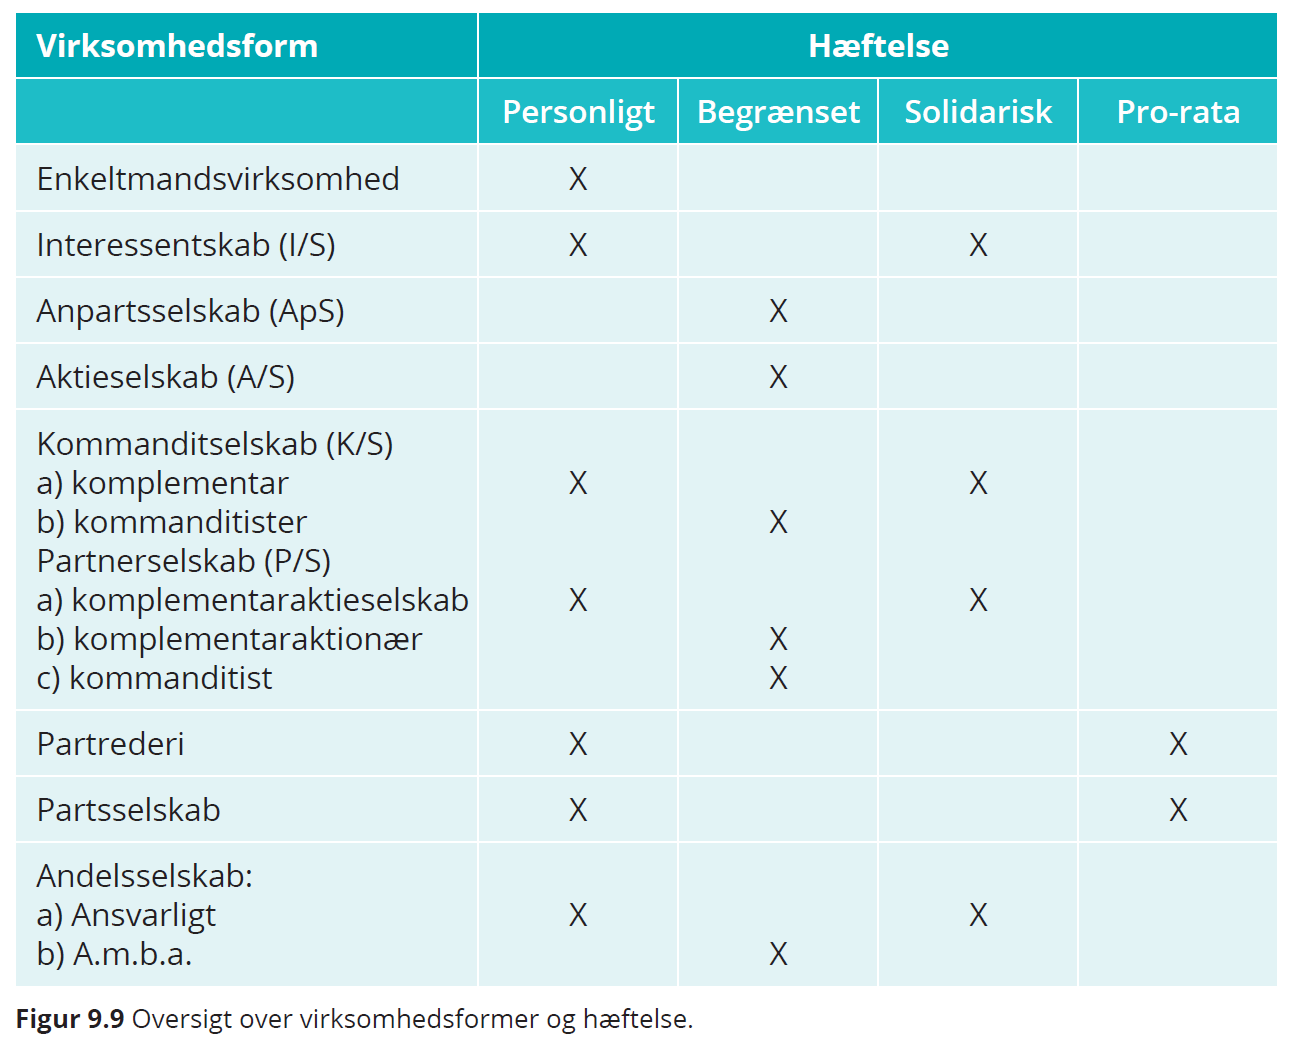 Virksomhedsform Hæftelse
Personligt Begrænset Solidarisk Pro-rata
Enkeltmandsvirksomhed X
Interessentskab (I/S) X X
Anpartsselskab (ApS) X
Aktieselskab (A/S) X
Kommanditselskab (K/S)
a) komplementar X X
b) kommanditister X
Partnerselskab (P/S)
a) komplementaraktieselskab X X
b) komplementaraktionær X
c) kommanditist X
Partrederi X X
Partsselskab X X
Andelsselskab:
a) Ansvarligt X X
b) A.m.b.a. X
Figur 9.9 Oversigt over virksomhedsformer og hæftelse.